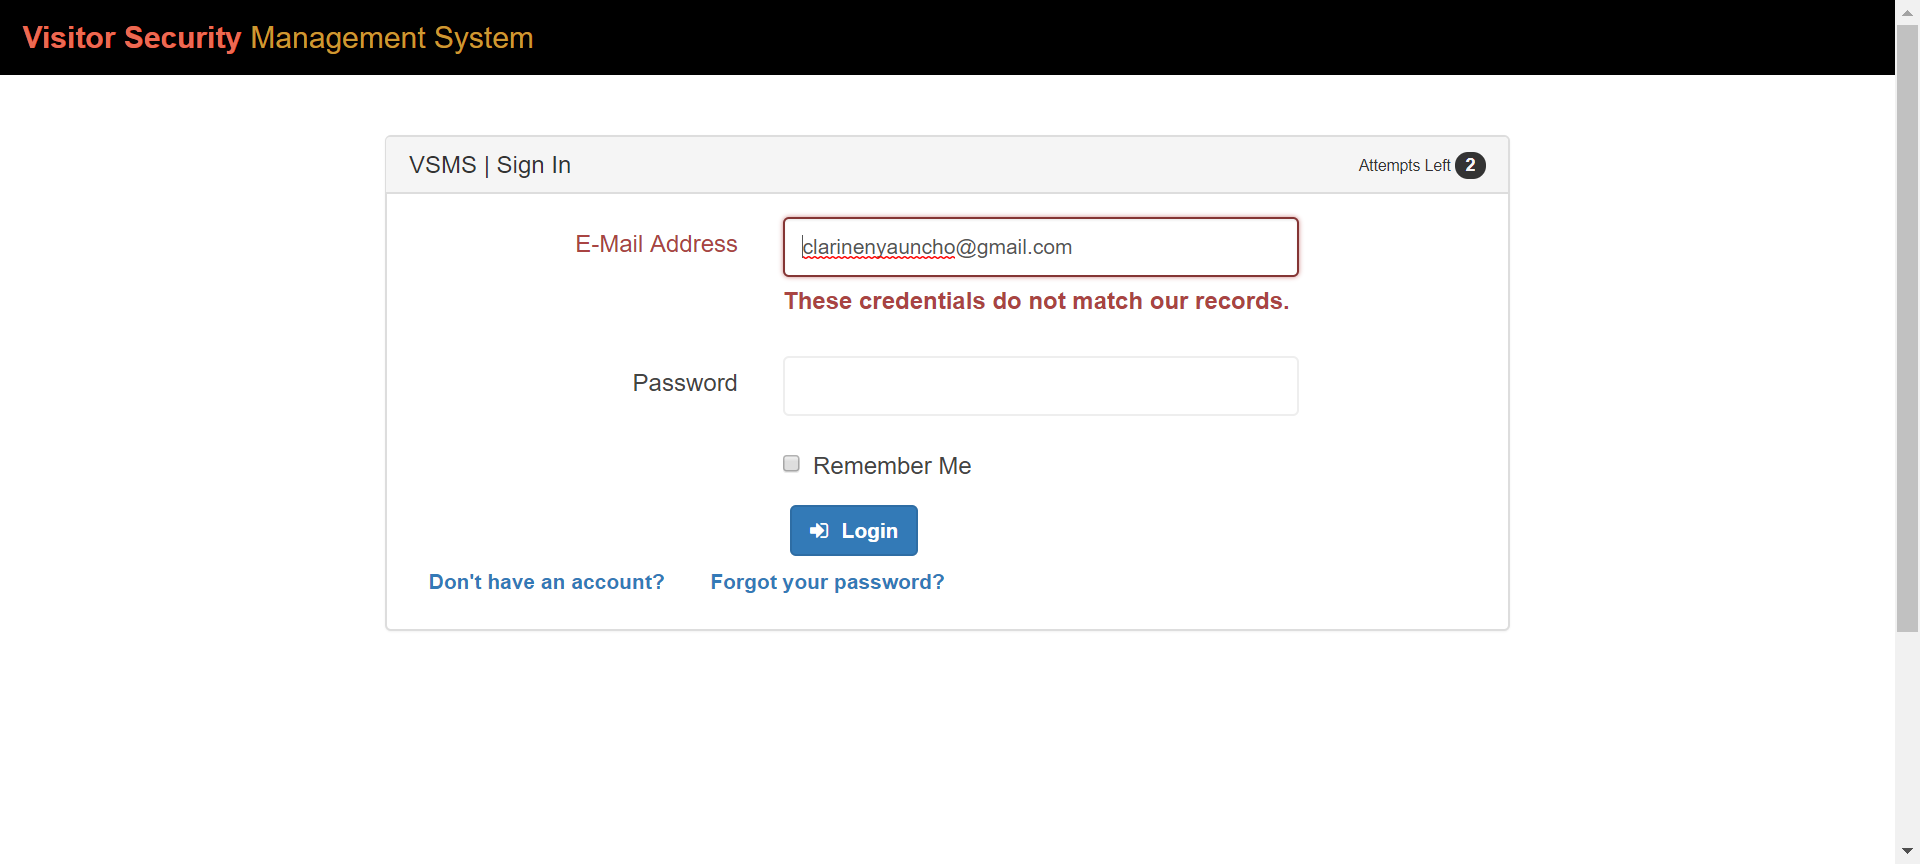 Visitor Security Management System
VSMS | Sign In
Attempts Left 2
E-Mail Address
clarinenyauncho@gmail.com
These credentials do not match our records.
Password
Remember Me
Login
Don't have an account? Forgot your password?